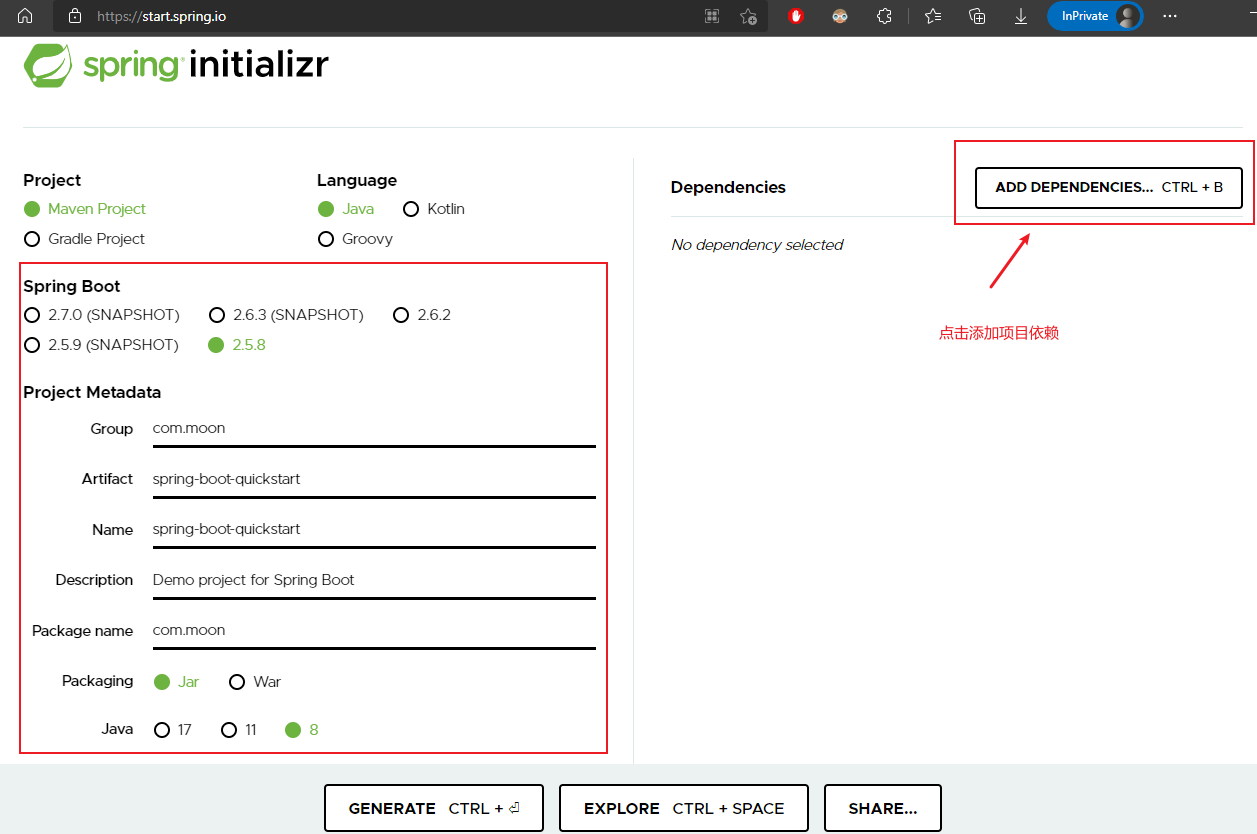 https://start.spring.io
InPrivate
spring initializr
Project
Maven Project
Gradle Project
Language
Java
Kotlin
Groovy
Spring Boot
2.7.0 (SNAPSHOT)
2.6.3 (SNAPSHOT)
2.6.2
2.5.9 (SNAPSHOT)
2.5.8
Project Metadata
Group com.moon
Artifact spring-boot-quickstart
Name spring-boot-quickstart
Description Demo project for Spring Boot
Package name com.moon
Packaging Jar War
Java 17 11 8
Dependencies
ADD DEPENDENCIES... CTRL + B
No dependency selected
点击添加项目依赖
GENERATE CTRL + ⏎
EXPLORE CTRL + SPACE
SHARE...